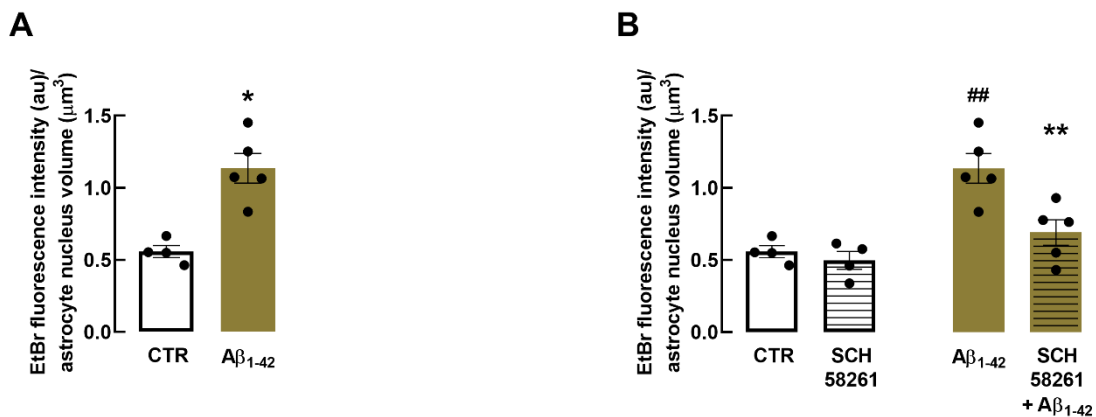 A
EtBr fluorescence intensity (au)/
astrocyte nucleus volume (μm³)
1.5
1.0
0.5
0.0
*
CTR
Aβ₁₋₄₂
B
EtBr fluorescence intensity (au)/
astrocyte nucleus volume (μm³)
1.5
1.0
0.5
0.0
##
**
CTR
SCH
58261
Aβ₁₋₄₂
SCH
58261
+ Aβ₁₋₄₂